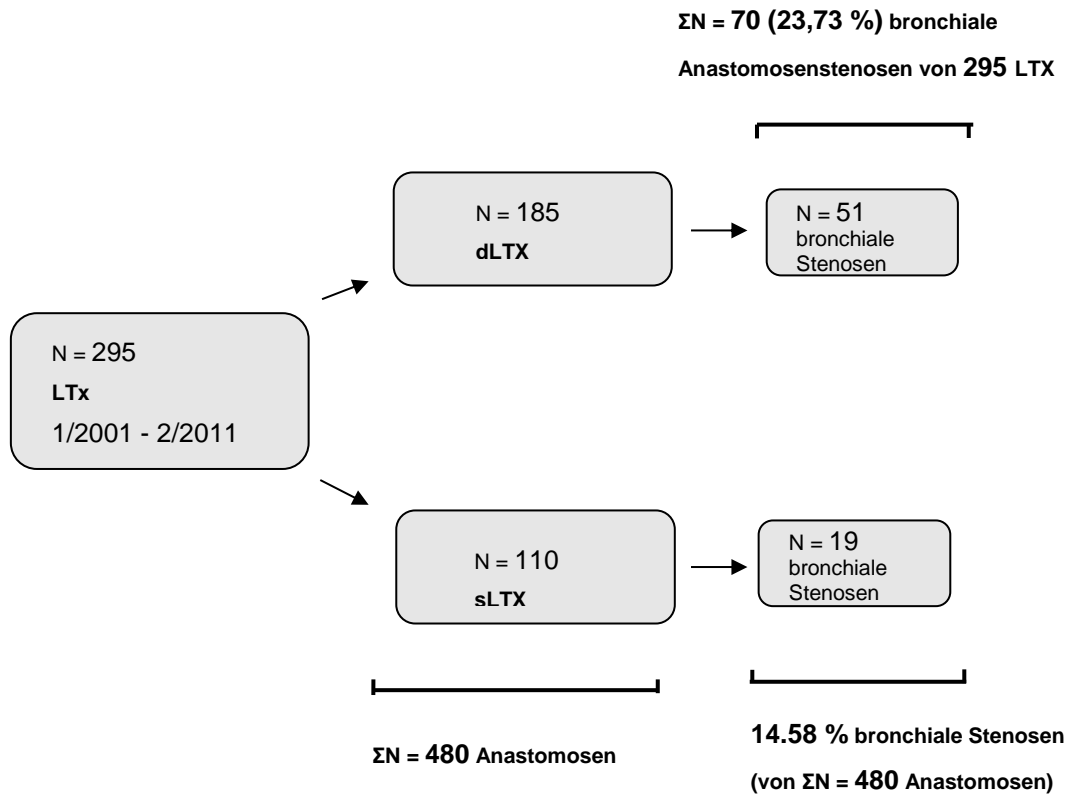 ΣN = 70 (23,73 %) bronchiale
Anastomosenstenosen von 295 LTX
N = 185
dLTX
N = 51
bronchiale
Stenosen
N = 295
LTx
1/2001 - 2/2011
N = 110
sLTX
N = 19
bronchiale
Stenosen
ΣN = 480 Anastomosen
14.58 % bronchiale Stenosen
(von ΣN = 480 Anastomosen)